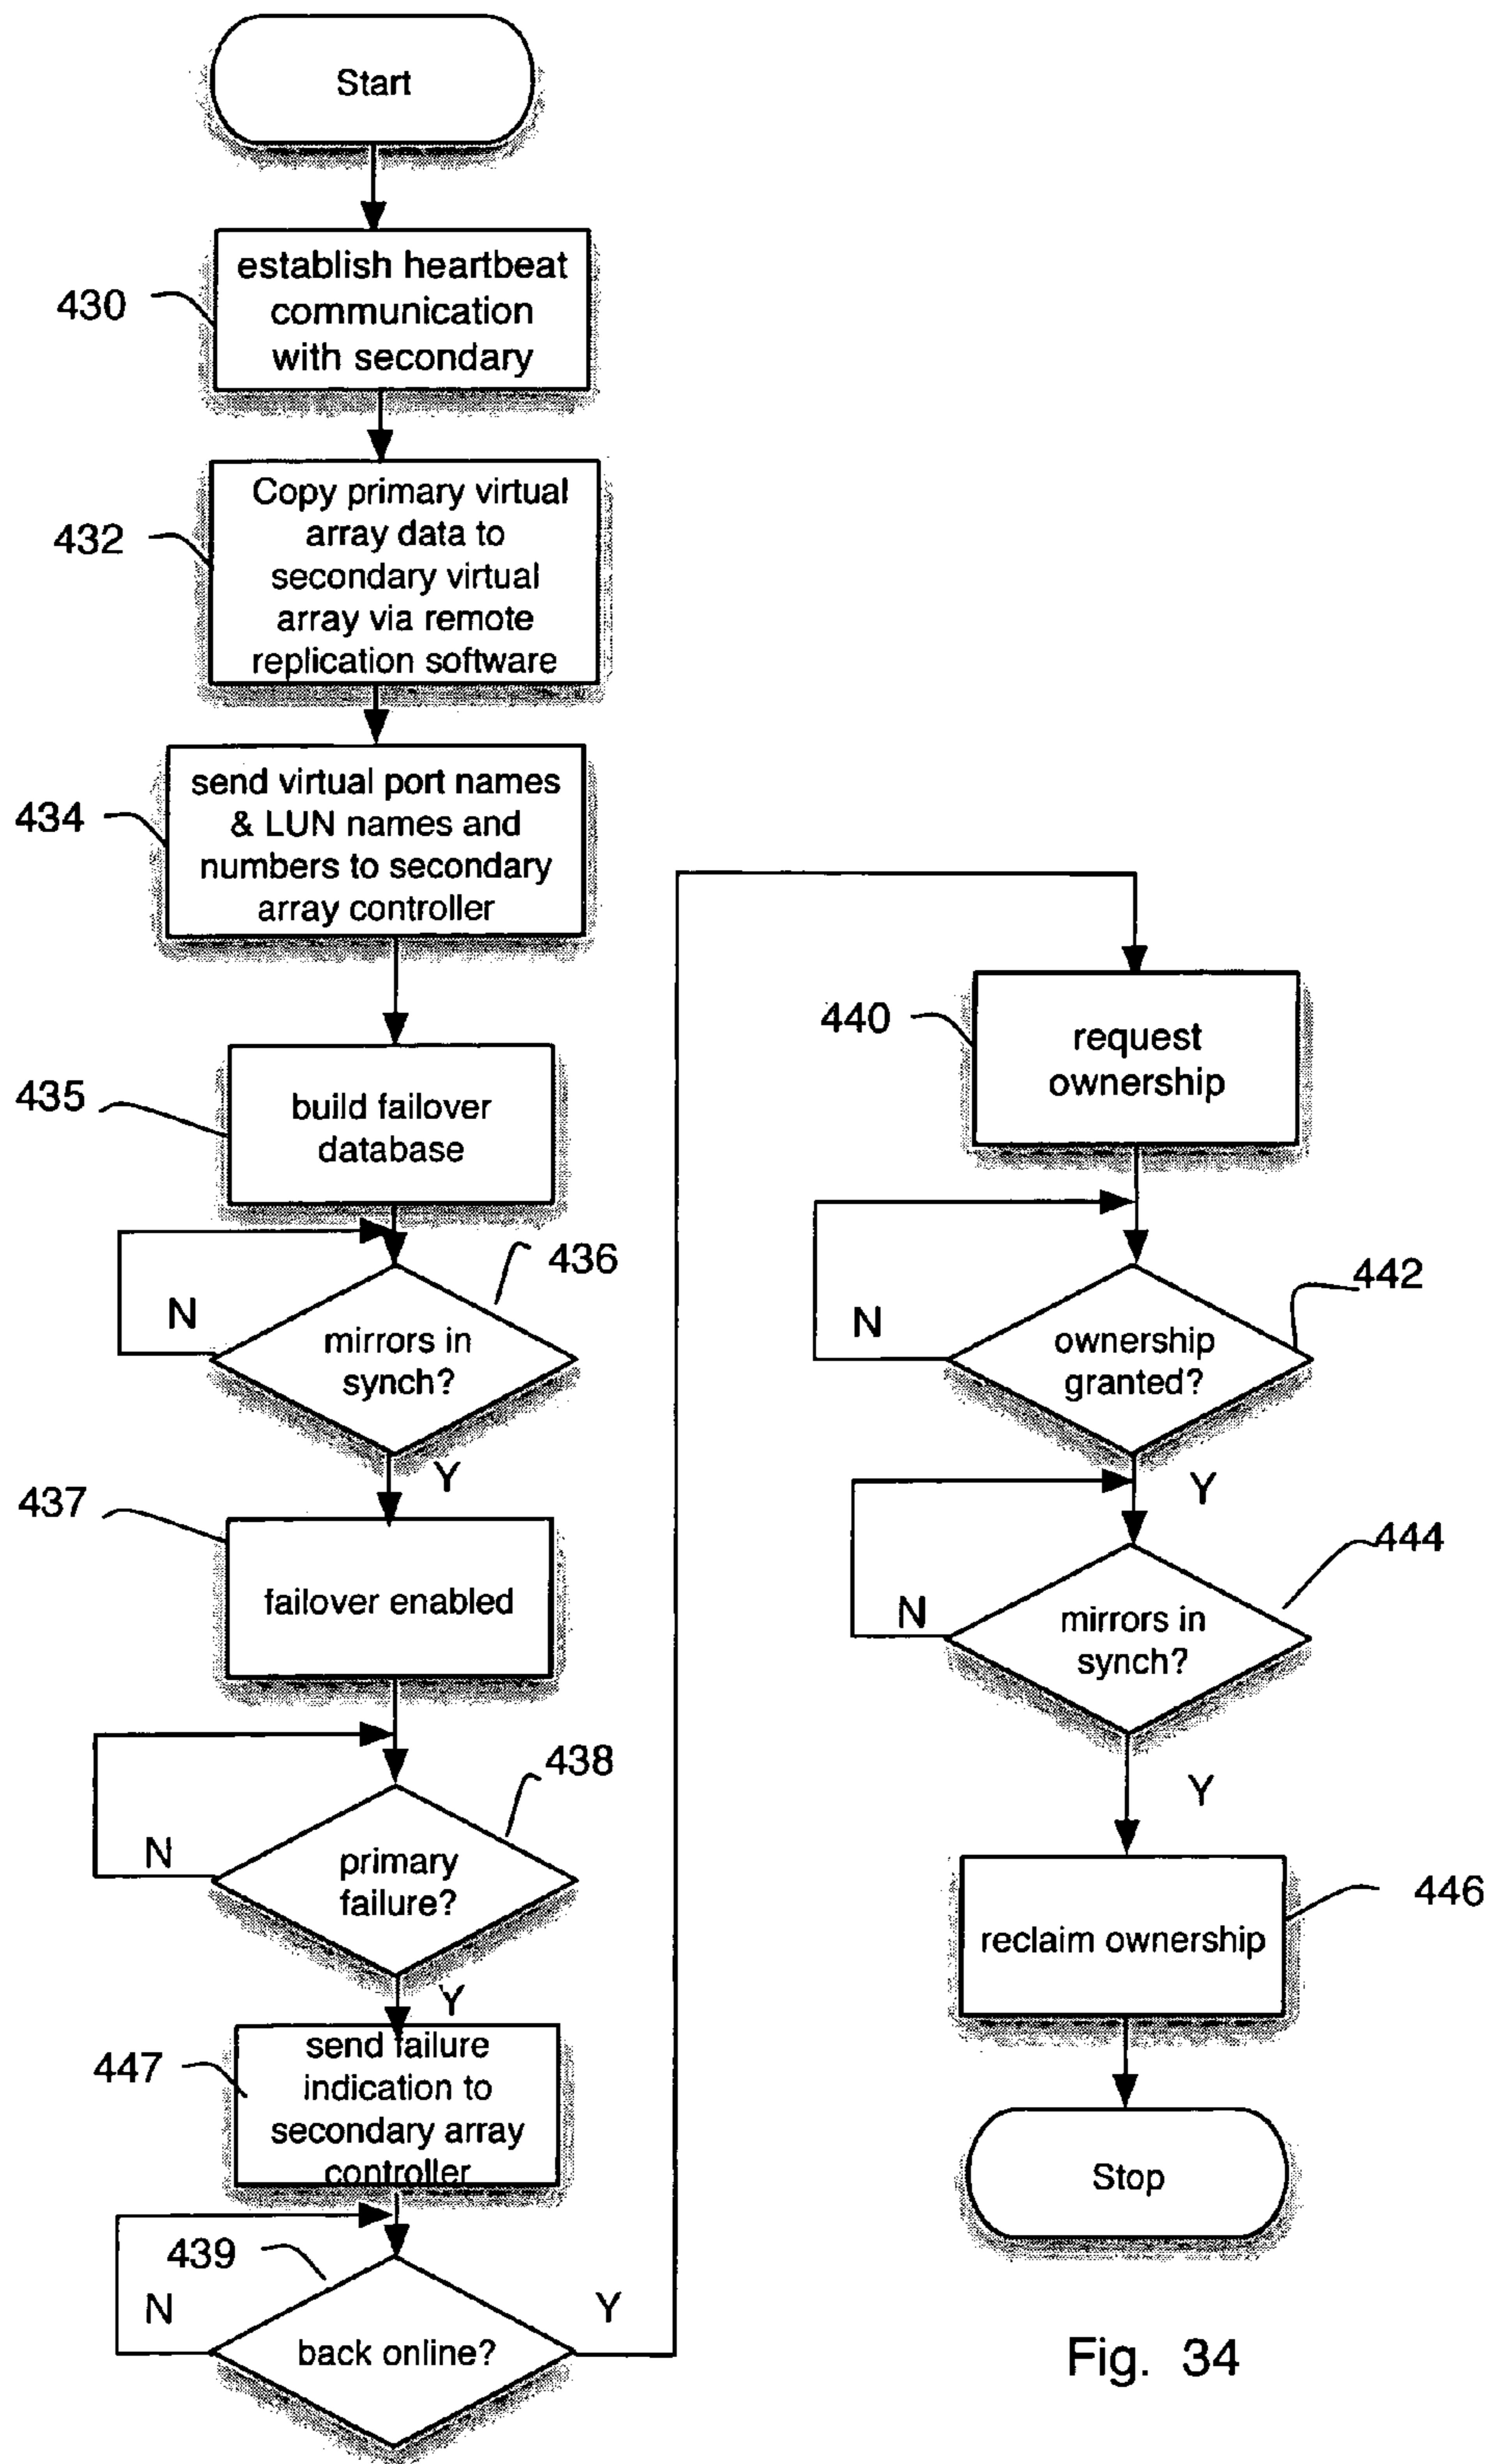 Start
430
establish heartbeat
communication
with secondary
432
Copy primary virtual
array data to
secondary virtual
array via remote
replication software
434
send virtual port names
& LUN names and
numbers to secondary
array controller
435
build failover
database
436
N
mirrors in
synch?
Y
437
failover enabled
438
N
primary
failure?
Y
447
send failure
indication to
secondary array
controller
439
N
Y
back online?
440
request
ownership
442
N
ownership
granted?
Y
444
N
mirrors in
synch?
Y
446
reclaim ownership
Stop
Fig. 34